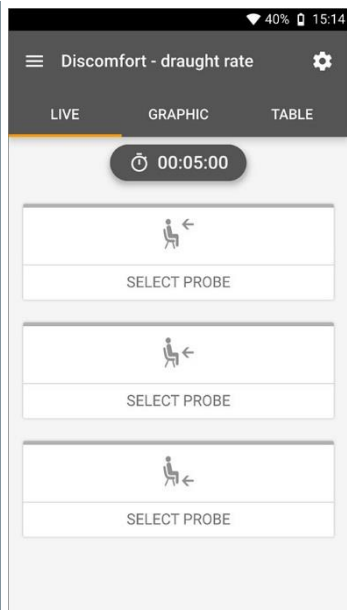 40% 15:14
Discomfort - draught rate
LIVE GRAPHIC TABLE
00:05:00
SELECT PROBE
SELECT PROBE
SELECT PROBE